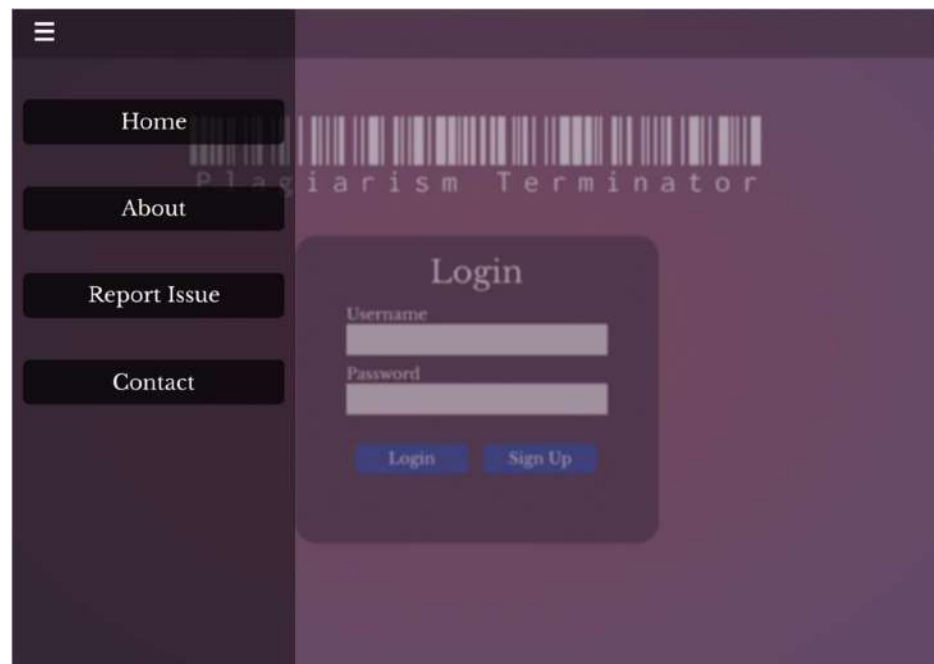 Home
Plagiarism Terminator
About
Report Issue
Contact
Login
Username
Password
Login
Sign Up